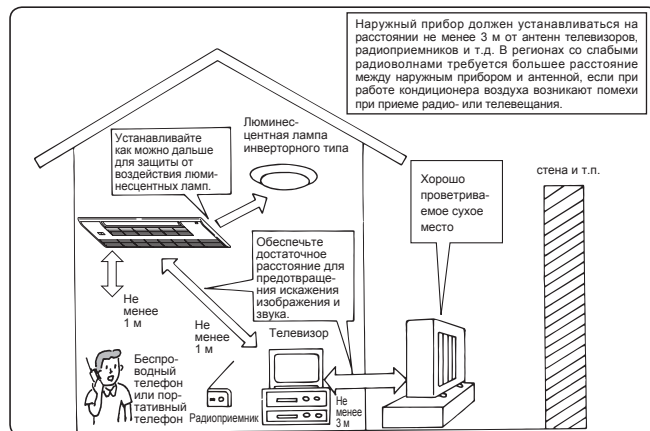 Наружный прибор должен устанавливаться на
расстоянии не менее 3 м от антенн телевизоров,
радиоприемников и т.д. В регионах со слабыми
радиоволнами требуется большее расстояние
между наружным прибором и антенной, если при
работе кондиционера воздуха возникают помехи
при приеме радио- или телевещания.
Люминес-
центная лампа
инверторного типа
Устанавливайте
как можно дальше
для защиты от
воздействия люми-
несцентных ламп.
стена и т.п.
Хорошо
проветрива-
емое сухое
место
Обеспечьте
достаточное
расстояние для
предотвраще-
ния искажения
изображения и
звука.
Не
менее
1 м
Не
менее
1 м
Телевизор
Беспро-
водный
телефон
или пор-
тативный
телефон
Радиоприемник
Не
менее
3 м